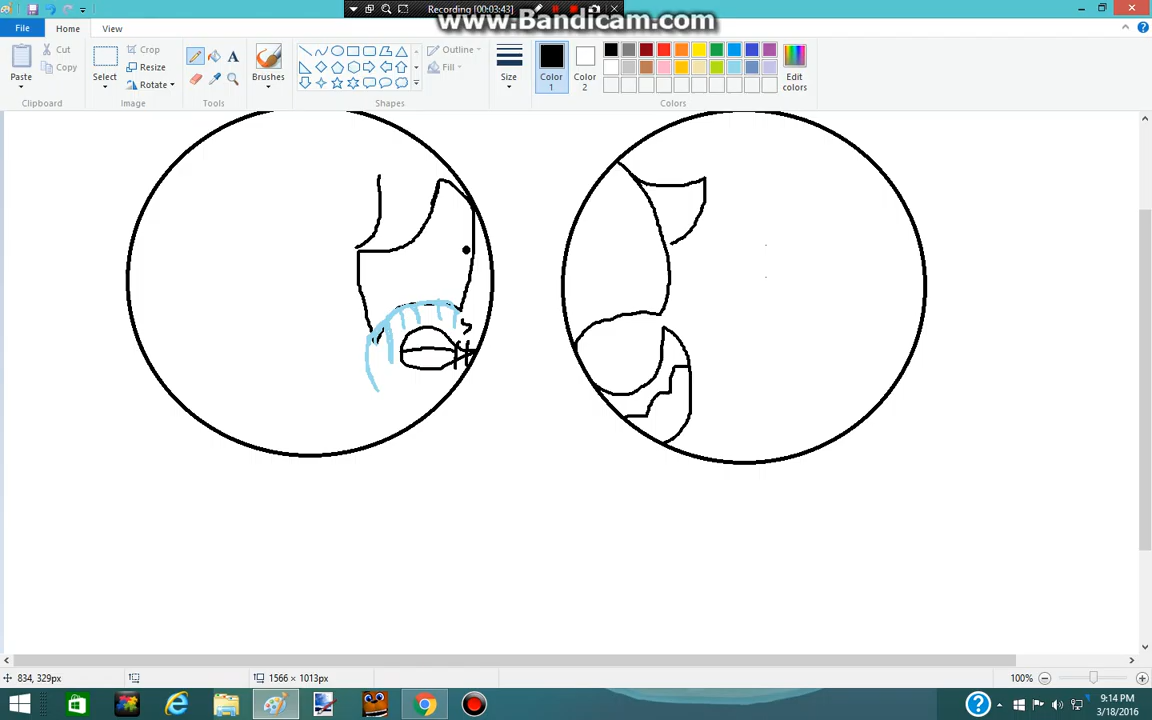 Recording [00:03:43]
www.Bandicam.com
File Home View
Paste
Cut
Copy
Clipboard
Select
Crop
Resize
Rotate
Image
A
Tools
Brushes
Shapes
Outline
Fill
Size
Color 1
Color 2
Edit colors
Colors
834, 329px
1566 × 1013px
100%
9:14 PM
3/18/2016